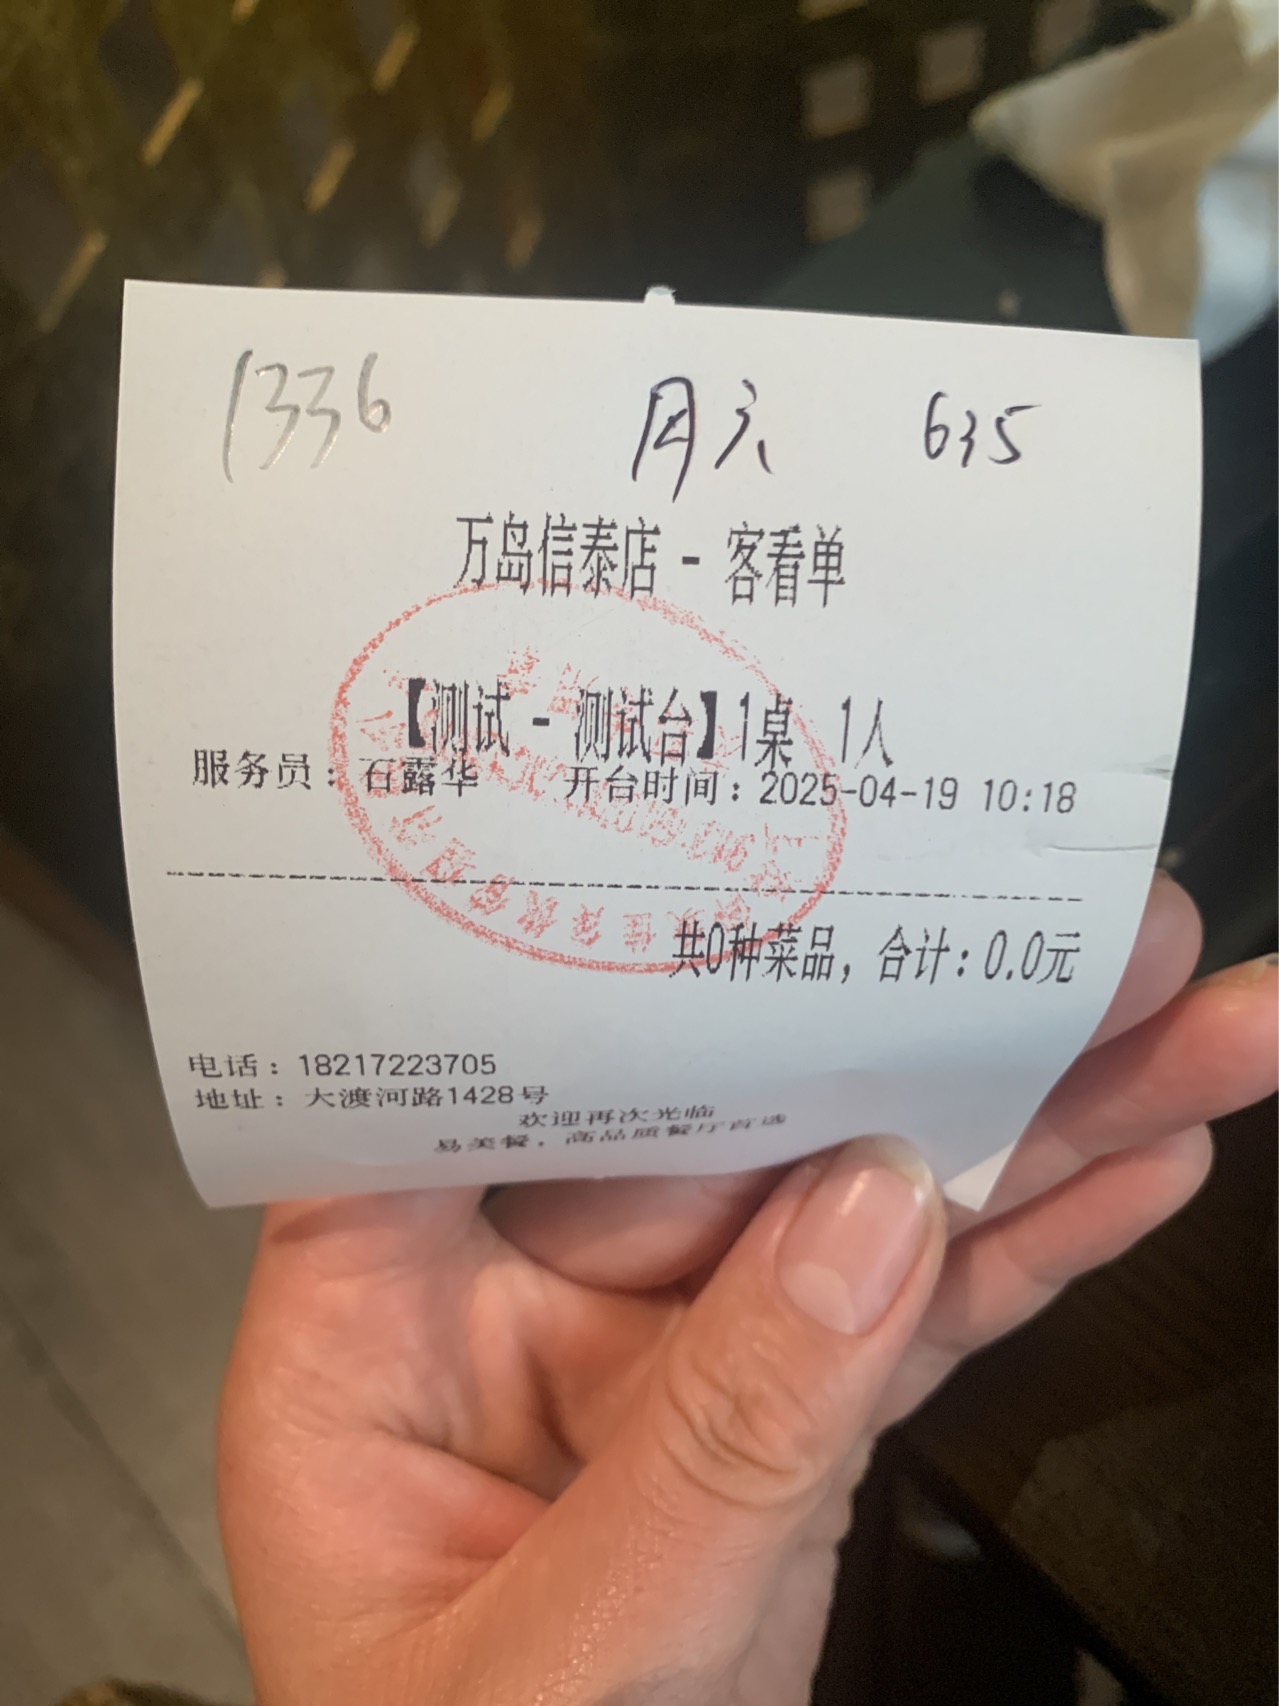 1336 周六 635
万岛信泰店 - 客看单
【测试 - 测试台】1桌 1人
服务员：石露华 开台时间：2025-04-19 10:18
共0种菜品，合计：0.0元
电话：18217223705
地址：大渡河路1428号
欢迎再次光临
易美餐，高品质餐厅首选